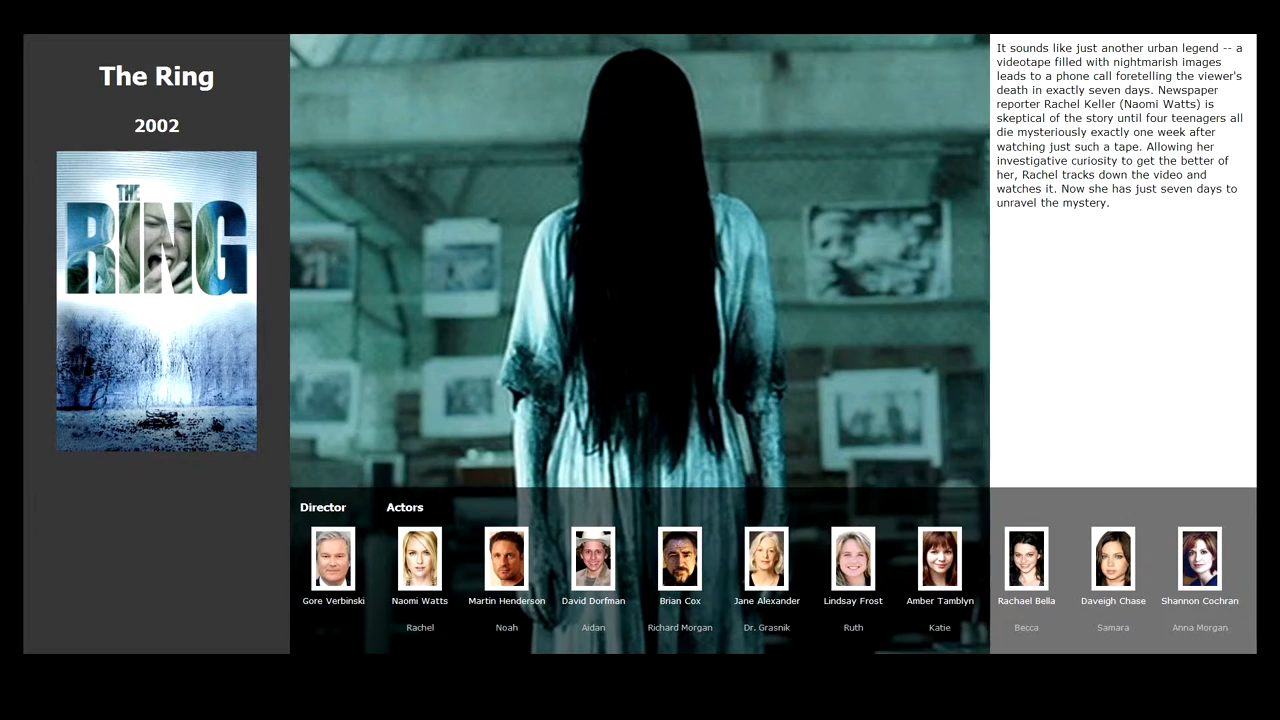 The Ring
2002
THE
RING
It sounds like just another urban legend -- a
videotape filled with nightmarish images
leads to a phone call foretelling the viewer's
death in exactly seven days. Newspaper
reporter Rachel Keller (Naomi Watts) is
skeptical of the story until four teenagers all
die mysteriously exactly one week after
watching just such a tape. Allowing her
investigative curiosity to get the better of
her, Rachel tracks down the video and
watches it. Now she has just seven days to
unravel the mystery.
Director Actors
Gore Verbinski Naomi Watts Martin Henderson David Dorfman Brian Cox Jane Alexander Lindsay Frost Amber Tamblyn Rachael Bella Daveigh Chase Shannon Cochran
Rachel Noah Aidan Richard Morgan Dr. Grasnik Ruth Katie Becca Samara Anna Morgan